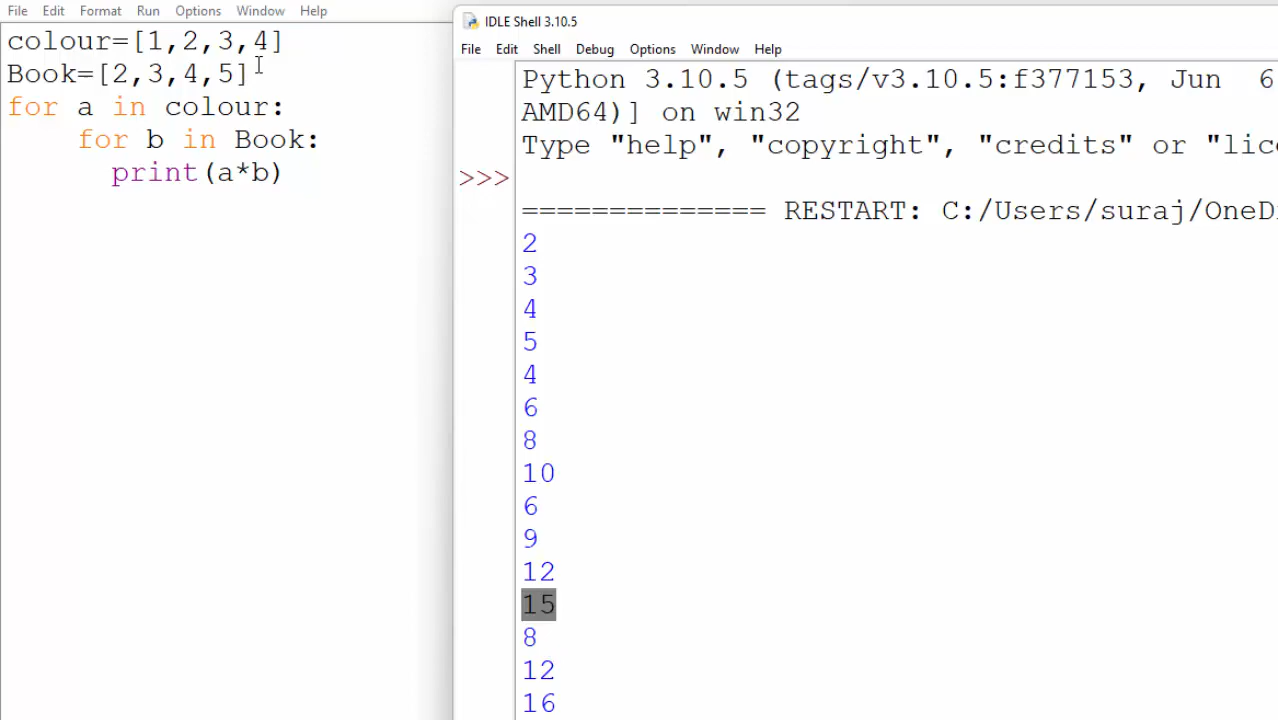 File Edit Format Run Options Window Help
colour=[1,2,3,4]
Book=[2,3,4,5]
for a in colour:
for b in Book:
print(a*b)
IDLE Shell 3.10.5
File Edit Shell Debug Options Window Help
Python 3.10.5 (tags/v3.10.5:f377153, Jun 6
AMD64)] on win32
Type "help", "copyright", "credits" or "lic
>>>
============== RESTART: C:/Users/suraj/OneD
2
3
4
5
4
6
8
10
6
9
12
15
8
12
16